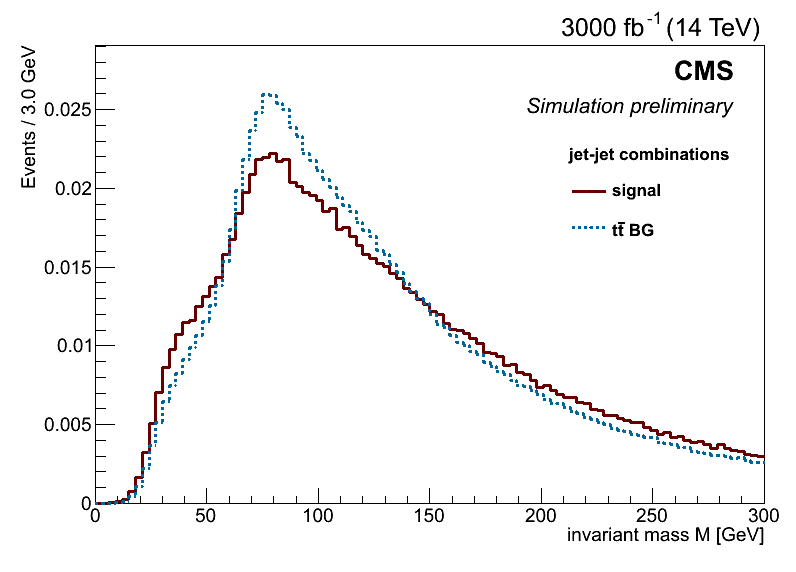 3000 fb-1 (14 TeV)
CMS
Simulation preliminary
jet-jet combinations
signal
tt̄ BG
Events / 3.0 GeV
0.025
0.02
0.015
0.01
0.005
0
0 50 100 150 200 250 300
invariant mass M [GeV]